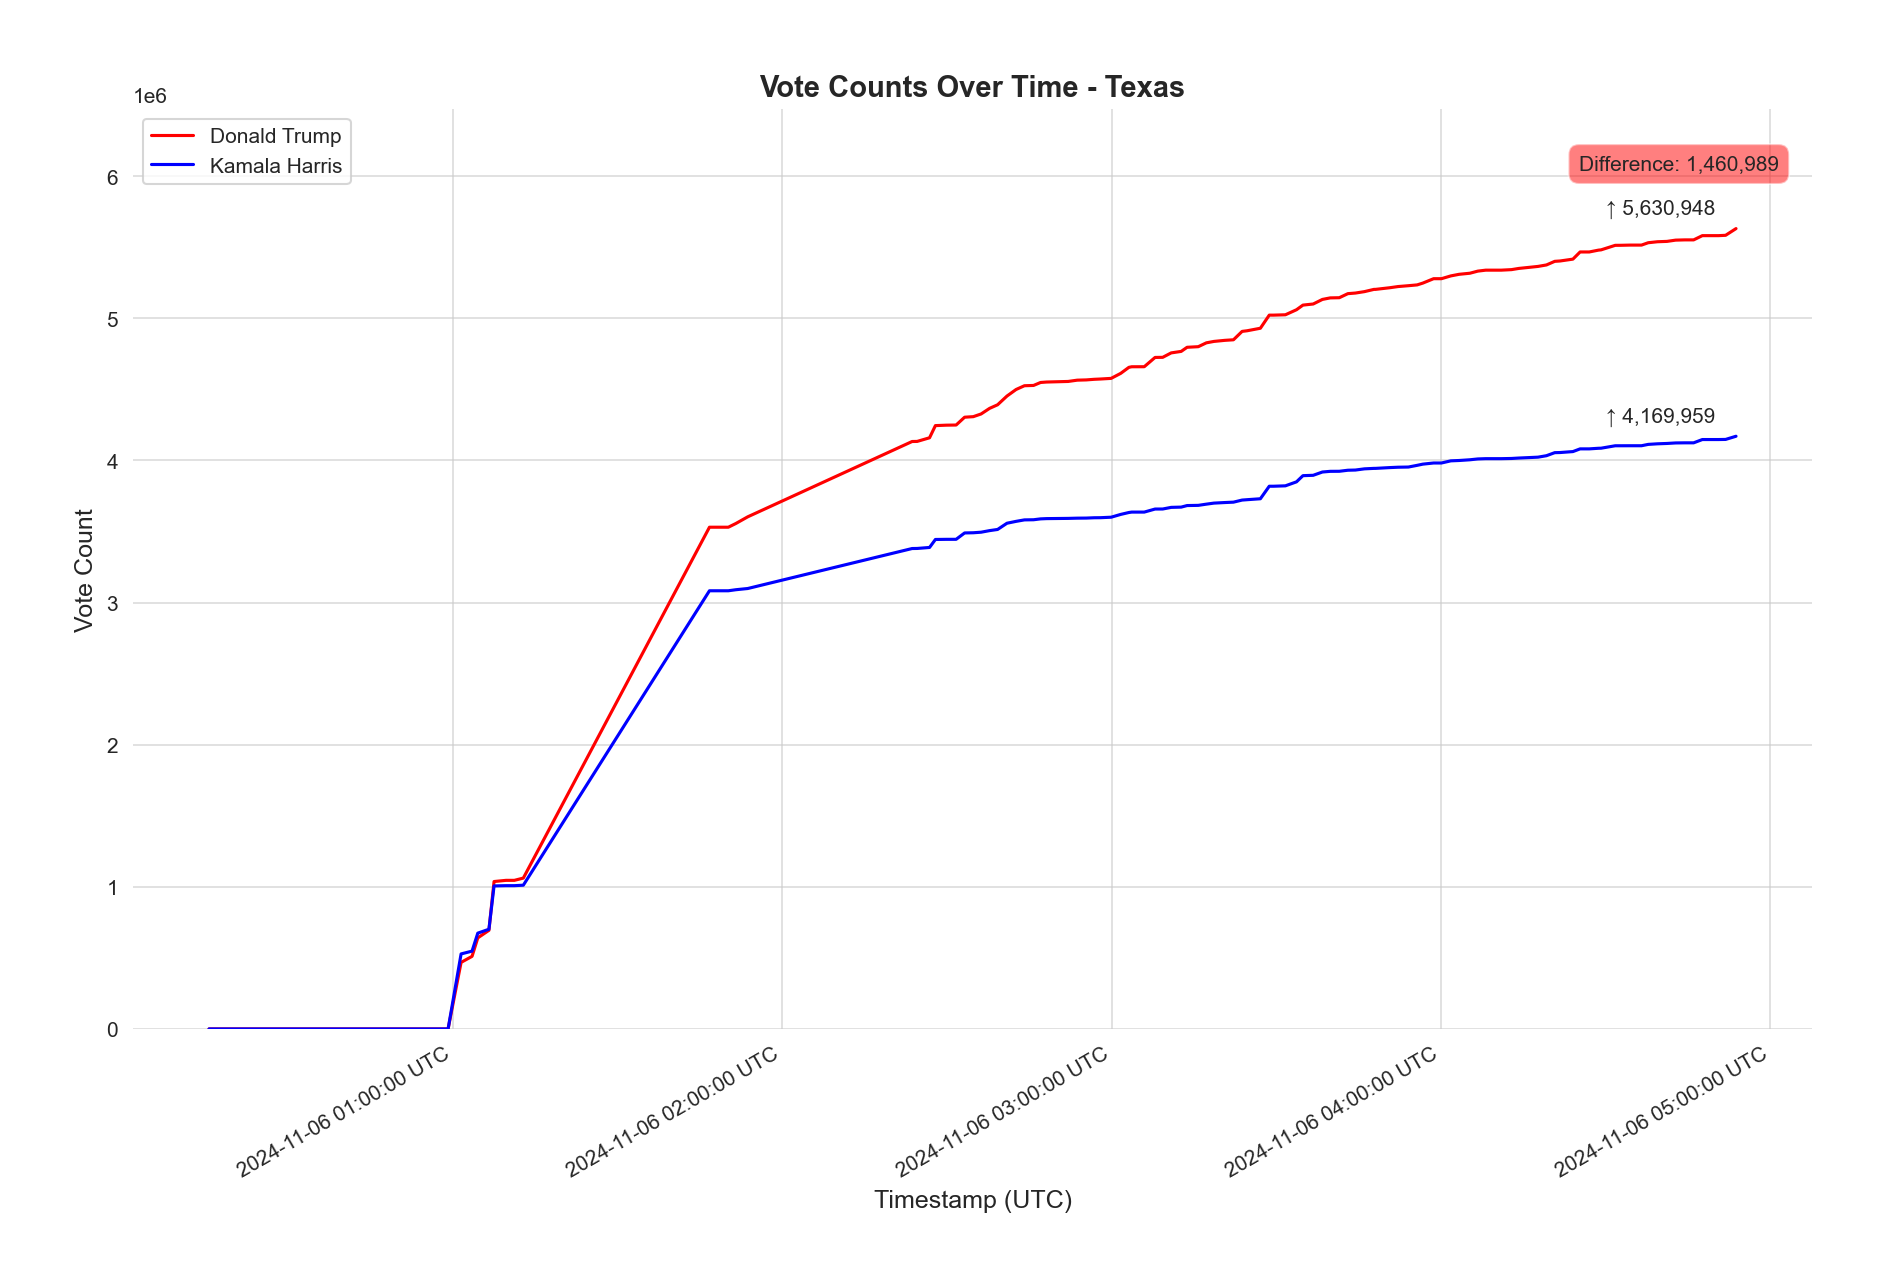 Vote Counts Over Time - Texas
1e6
Donald Trump
Kamala Harris
Difference: 1,460,989
↑ 5,630,948
↑ 4,169,959
6
5
4
3
2
1
0
Vote Count
2024-11-06 01:00:00 UTC
2024-11-06 02:00:00 UTC
2024-11-06 03:00:00 UTC
2024-11-06 04:00:00 UTC
2024-11-06 05:00:00 UTC
Timestamp (UTC)